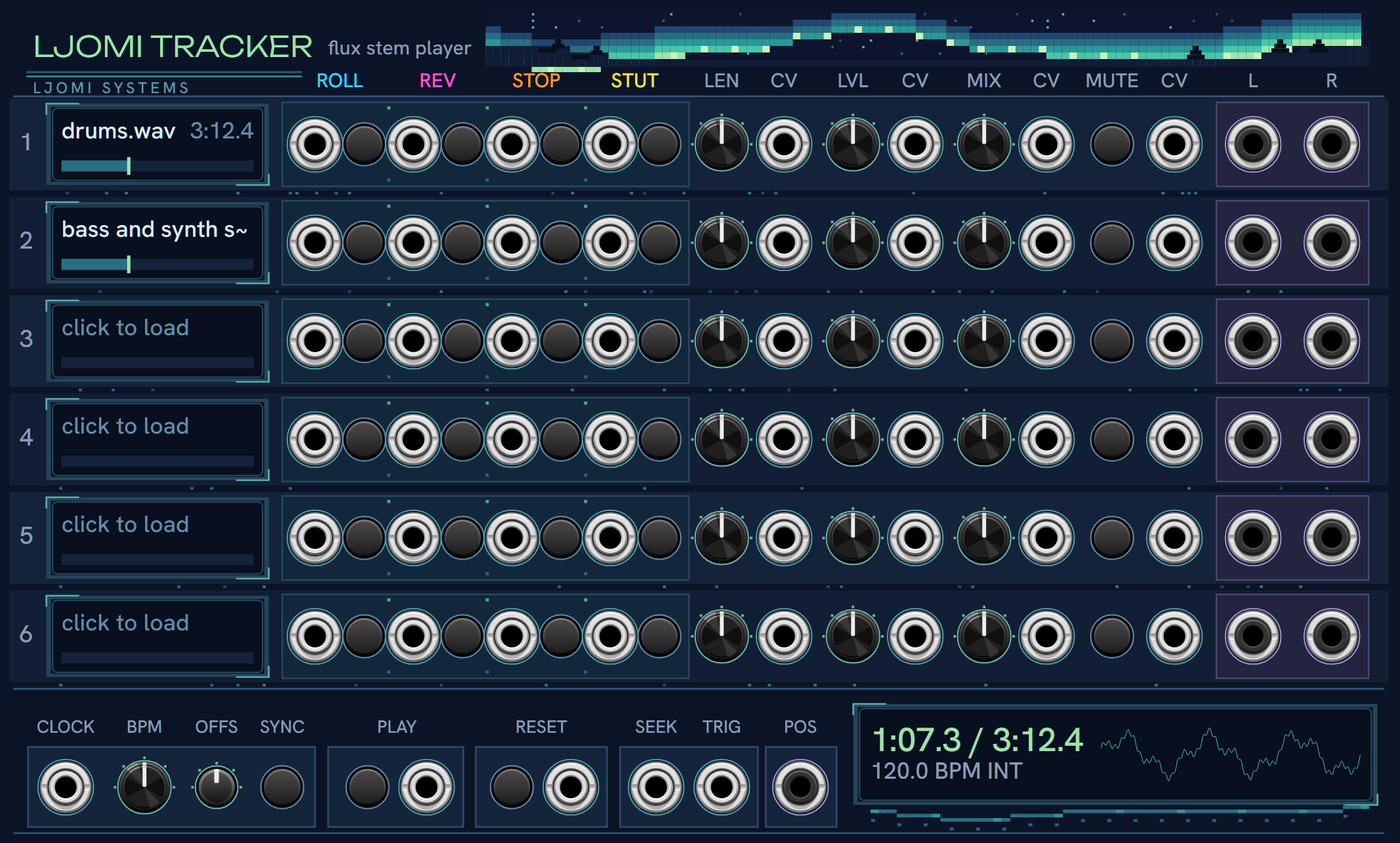 LJOMI TRACKER flux stem player
LJOMI SYSTEMS
ROLL REV STOP STUT LEN CV LVL CV MIX CV MUTE CV L R
1 drums.wav 3:12.4
2 bass and synth s~
3 click to load
4 click to load
5 click to load
6 click to load
CLOCK BPM OFFS SYNC PLAY RESET SEEK TRIG POS
1:07.3 / 3:12.4
120.0 BPM INT